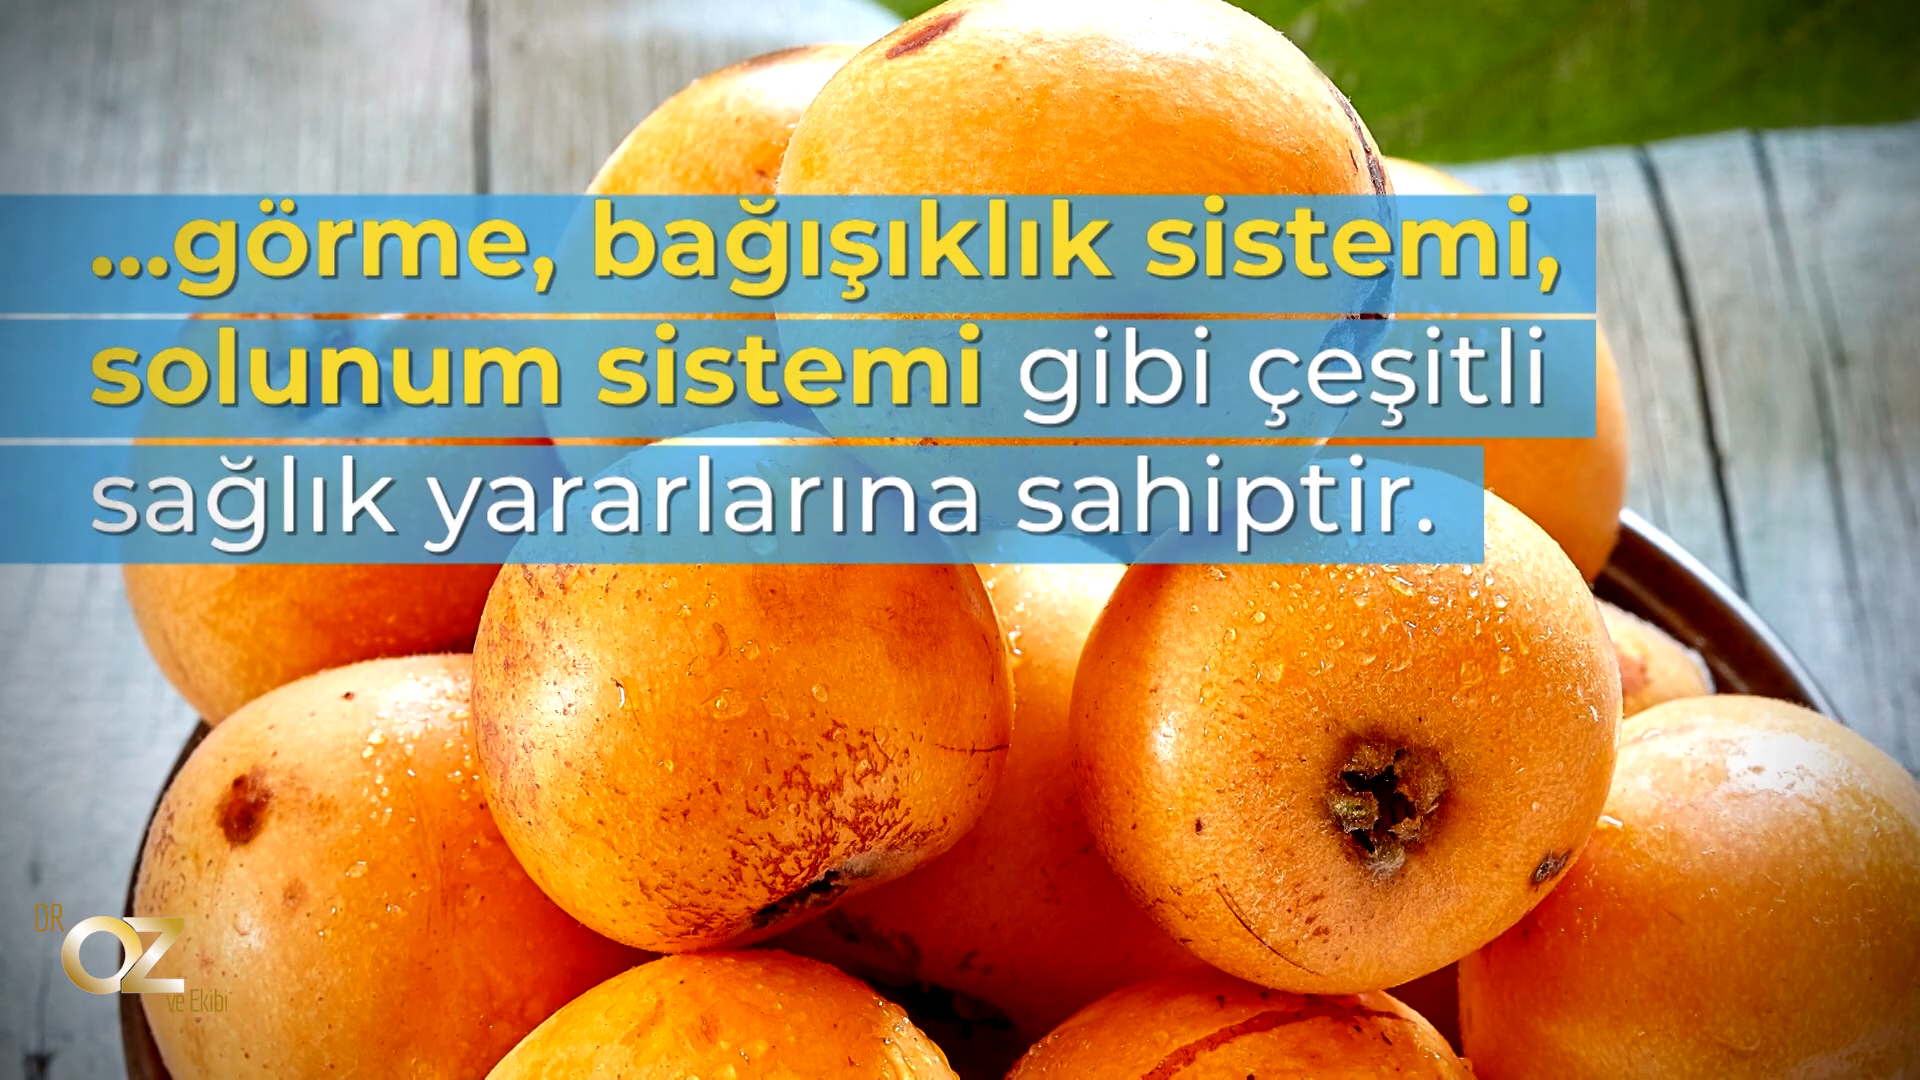 ...görme, bağışıklık sistemi,
solunum sistemi gibi çeşitli
sağlık yararlarına sahiptir.
DR
OZ
ve Ekibi